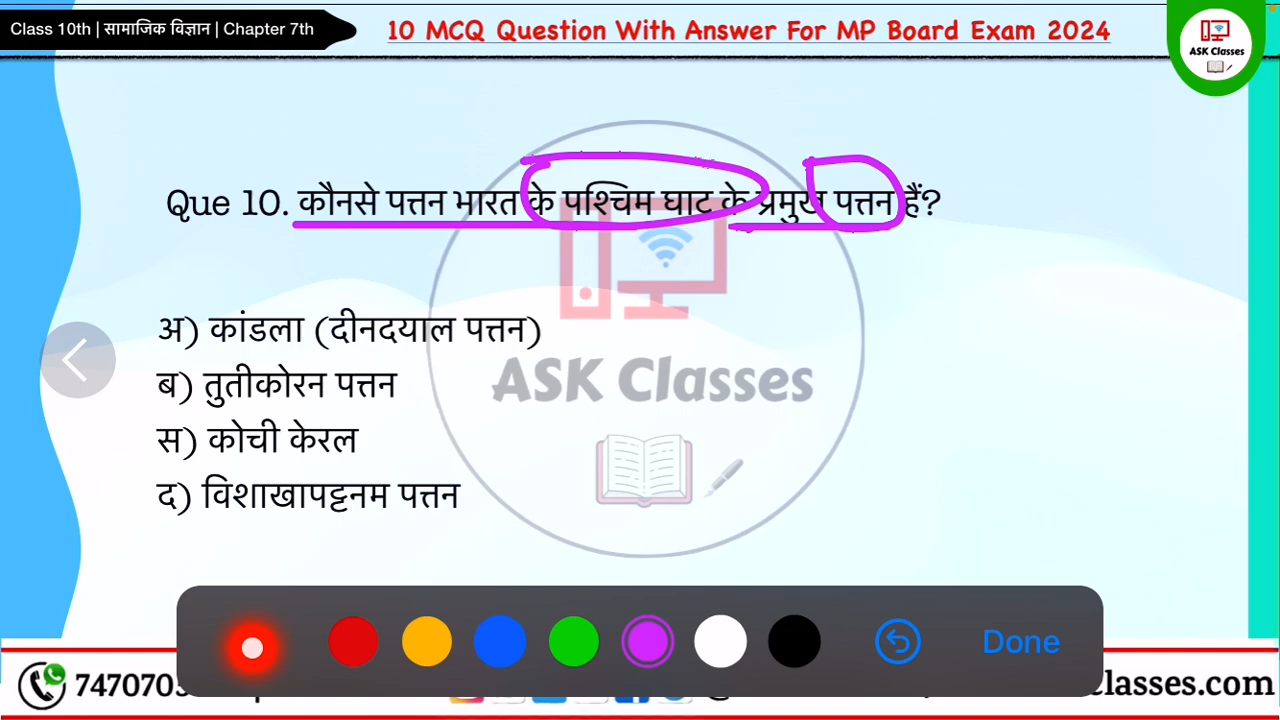 Class 10th | सामाजिक विज्ञान | Chapter 7th
10 MCQ Question With Answer For MP Board Exam 2024
ASK Classes
Que 10. कौनसे पत्तन भारत के पश्चिम घाट के प्रमुख पत्तन हैं?
अ) कांडला (दीनदयाल पत्तन)
ब) तुतीकोरन पत्तन
स) कोची केरल
द) विशाखापट्टनम पत्तन
ASK Classes
Done
747070
classes.com